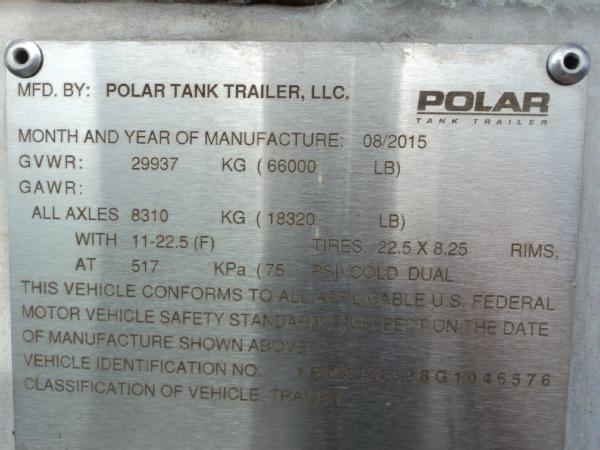 MFD. BY: POLAR TANK TRAILER, LLC.
POLAR
TANK TRAILER
MONTH AND YEAR OF MANUFACTURE: 08/2015
GVWR: 29937 KG ( 66000 LB)
GAWR:
ALL AXLES 8310 KG ( 18320 LB)
WITH 11-22.5 (F) TIRES, 22.5 X 8.25 RIMS,
AT 517 KPa ( 75 PSI) COLD DUAL
THIS VEHICLE CONFORMS TO ALL APPLICABLE U.S. FEDERAL
MOTOR VEHICLE SAFETY STANDARDS IN EFFECT ON THE DATE
OF MANUFACTURE SHOWN ABOVE.
VEHICLE IDENTIFICATION NO.
CLASSIFICATION OF VEHICLE, TRAILER